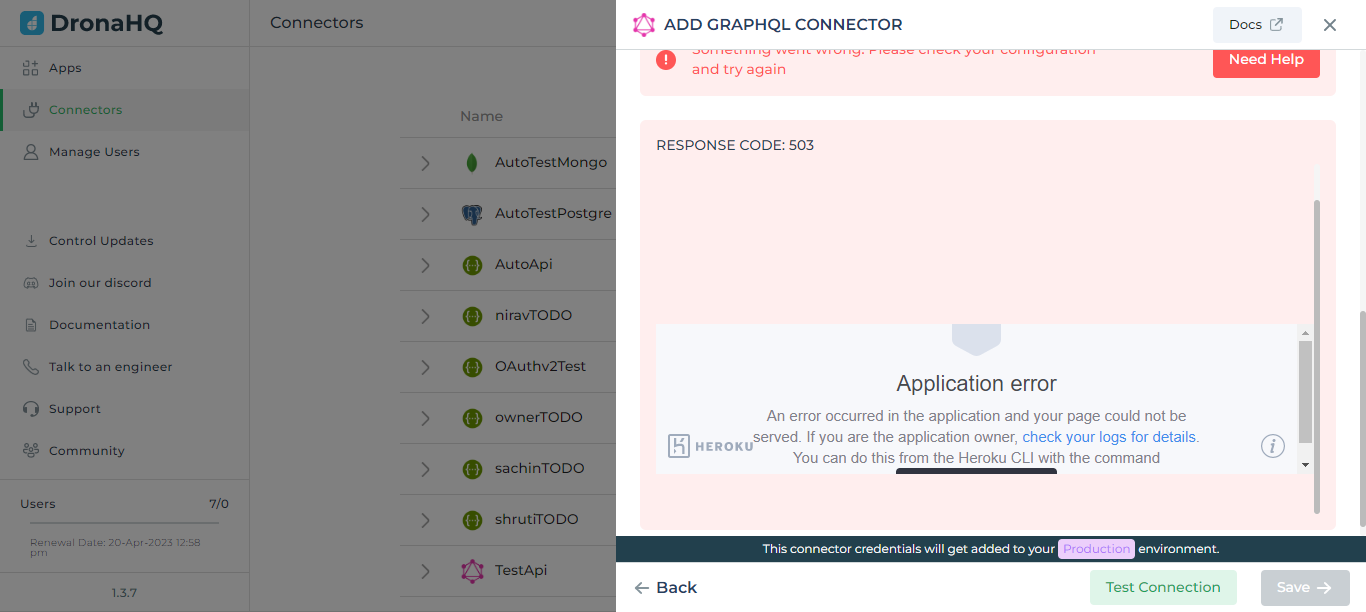 DronaHQ
Connectors
Apps
Connectors
Manage Users
Control Updates
Join our discord
Documentation
Talk to an engineer
Support
Community
Users 7/0
Renewal Date: 20-Apr-2023 12:58
pm
1.3.7
Name
AutoTestMongo
AutoTestPostgre
AutoApi
niravTODO
OAuthv2Test
ownerTODO
sachinTODO
shrutiTODO
TestApi
ADD GRAPHQL CONNECTOR
Docs
Something went wrong. Please check your configuration
and try again
Need Help
RESPONSE CODE: 503
Application error
An error occurred in the application and your page could not be
served. If you are the application owner, check your logs for details.
You can do this from the Heroku CLI with the command
HEROKU
This connector credentials will get added to your Production environment.
Back
Test Connection
Save